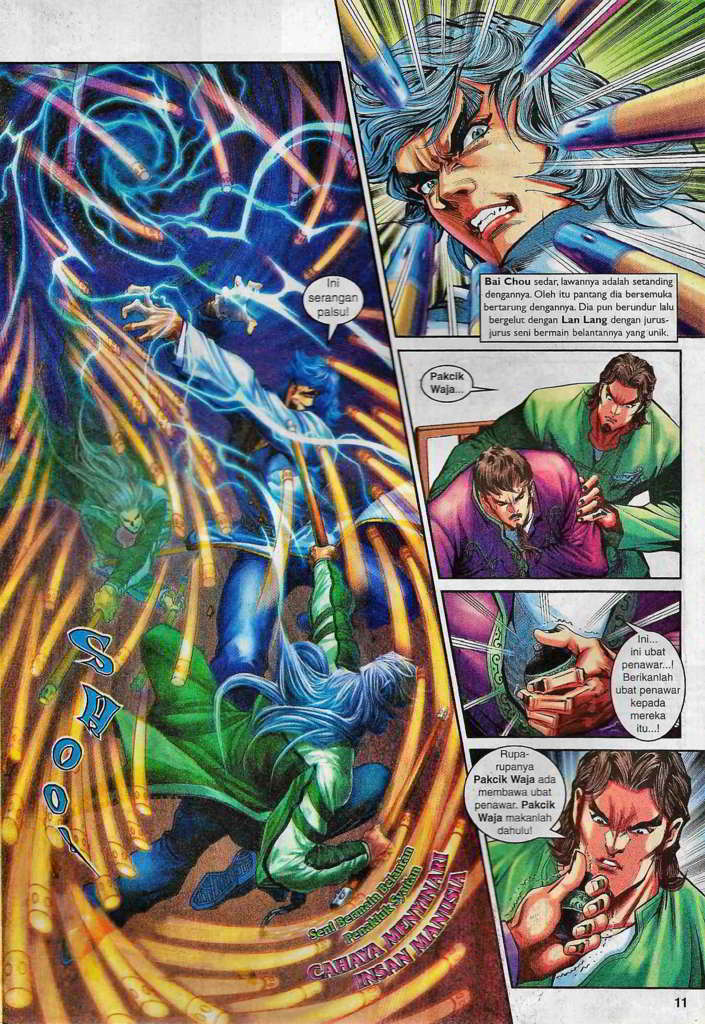 Ini
serangan
palsu!
SHOOO!
Seni Bermain Belantan
Penakluk Syaitan
CAHAYA MENYINARI
INSAN MANUSIA
Bai Chou sedar, lawannya adalah setanding
dengannya. Oleh itu pantang dia bersemuka
bertarung dengannya. Dia pun berundur lalu
bergelut dengan Lan Lang dengan jurus-
jurus seni bermain belantannya yang unik.
Pakcik
Waja...
Ini...
ini ubat
penawar...!
Berikanlah
ubat penawar
kepada
mereka
itu...!
Rupa-
rupanya
Pakcik Waja ada
membawa ubat
penawar. Pakcik
Waja makanlah
dahulu!
11